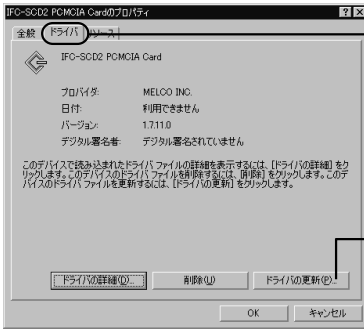 IFC-SCD2 PCMCIA Cardのプロパティ
全般 ドライバ リソース
IFC-SCD2 PCMCIA Card
プロバイダ: MELCO INC.
日付: 利用できません
バージョン: 1.7.11.0
デジタル署名者: デジタル署名されていません
このデバイスで読み込まれたドライバ ファイルの詳細を表示するには、[ドライバの詳細] をク
リックします。このデバイスのドライバ ファイルを削除するには、[削除] をクリックします。このデ
バイスのドライバ ファイルを更新するには、[ドライバの更新] をクリックします。
ドライバの詳細(D)... 削除(U) ドライバの更新(P)...
OK キャンセル